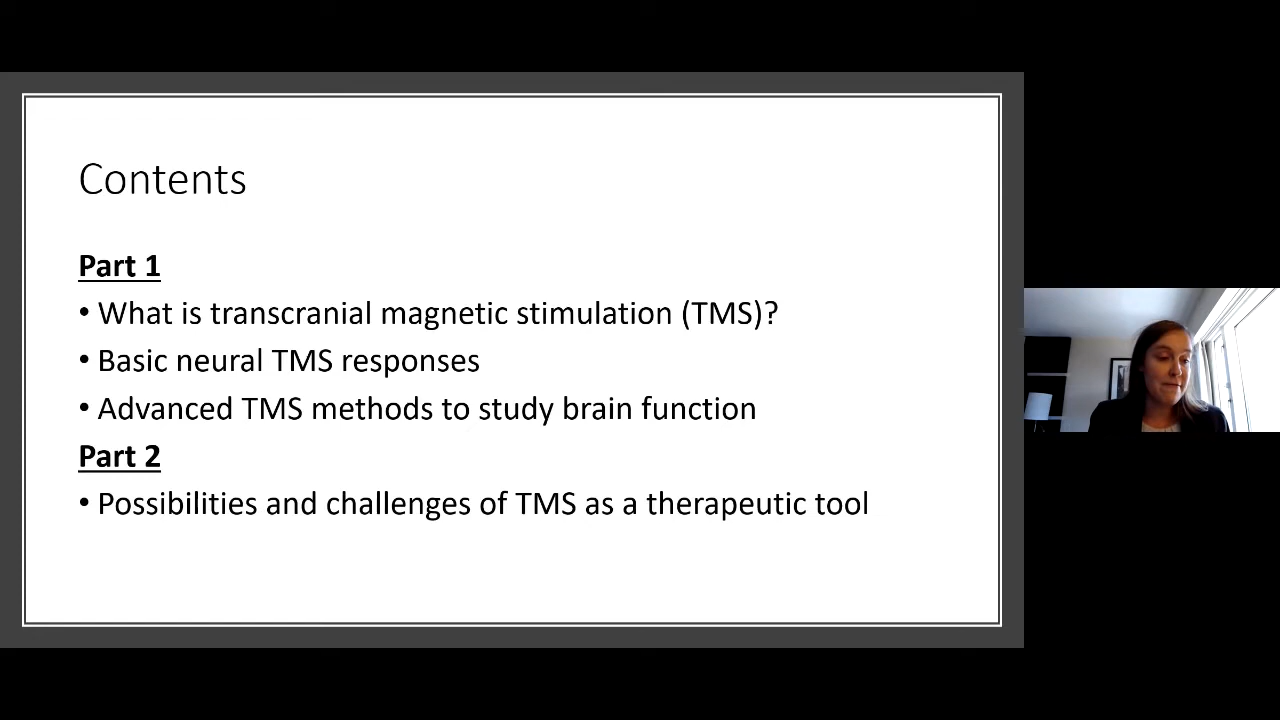 Contents
Part 1
• What is transcranial magnetic stimulation (TMS)?
• Basic neural TMS responses
• Advanced TMS methods to study brain function
Part 2
• Possibilities and challenges of TMS as a therapeutic tool